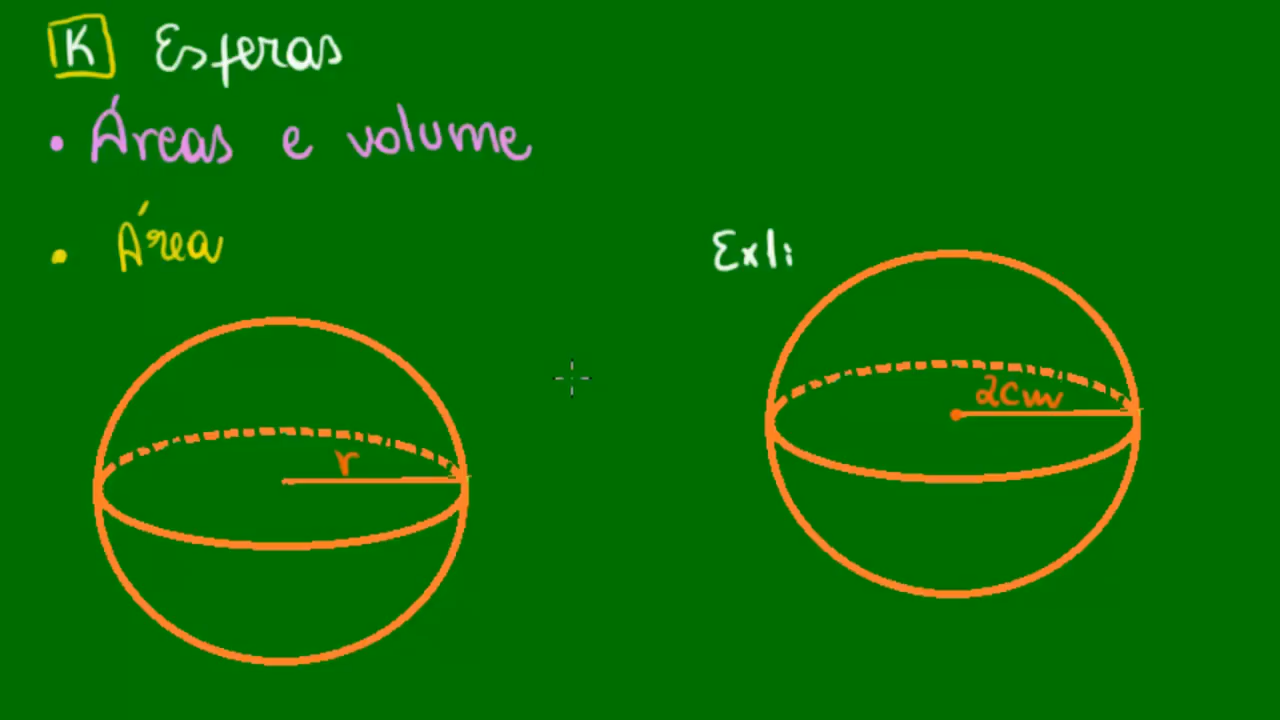 K Esferas
• Áreas e volume
• Área
Ex1:
2cm
r